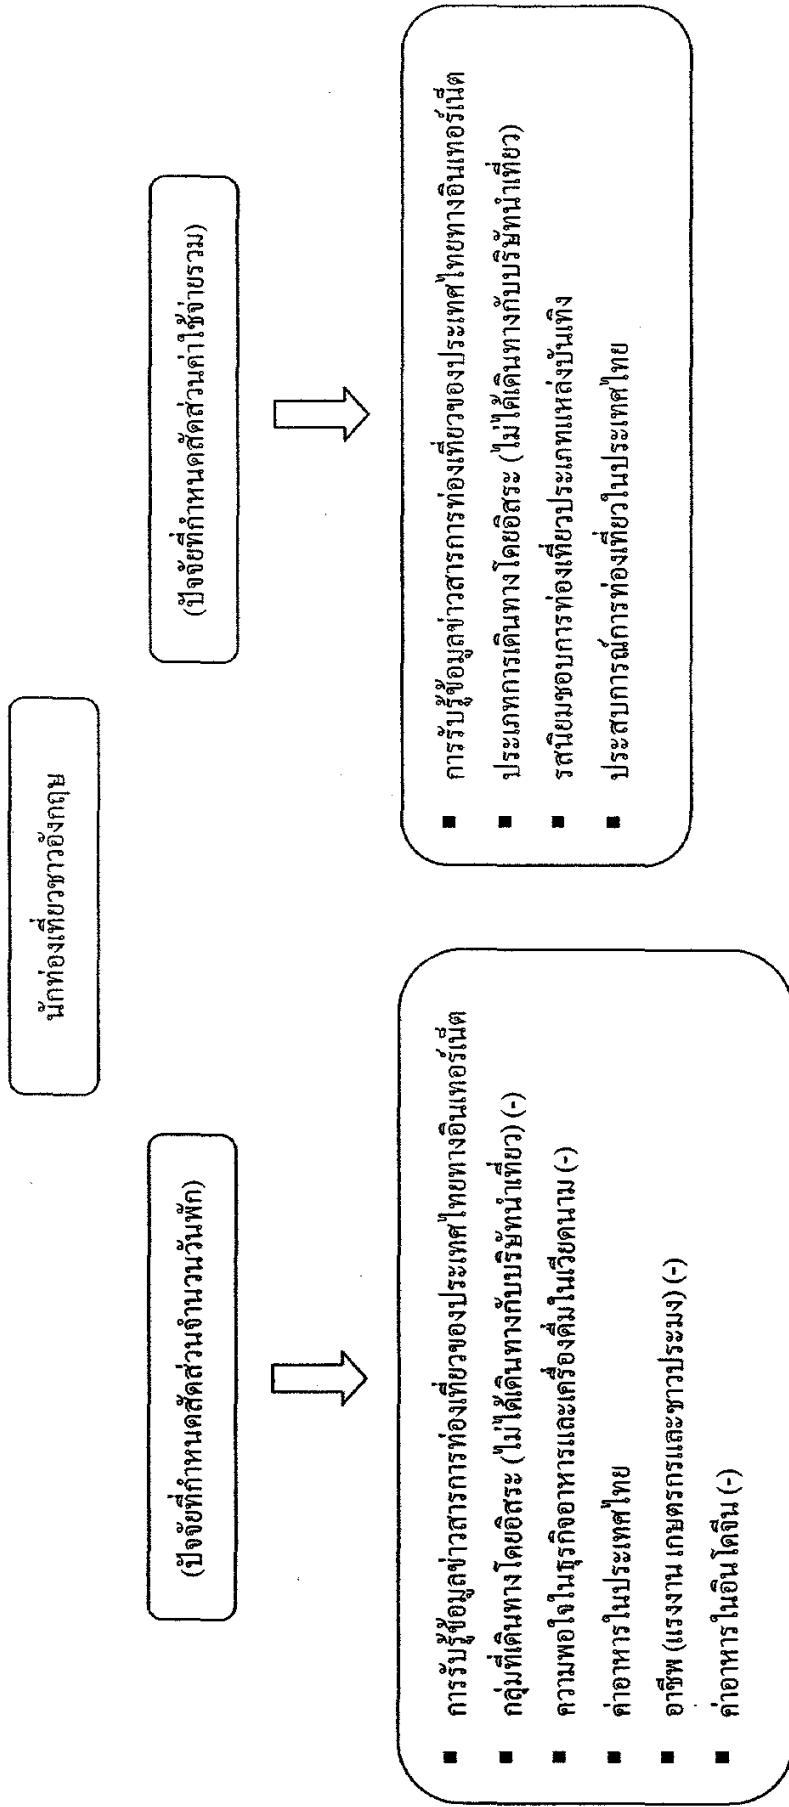 นักท่องเที่ยวชาวอังกฤษ
(ปัจจัยที่กำหนดสัดส่วนจำนวนวันพัก)
■ การรับรู้ข้อมูลข่าวสารการท่องเที่ยวของประเทศไทยทางอินเทอร์เน็ต
■ กลุ่มที่เดินทางโดยอิสระ (ไม่ได้เดินทางกับบริษัทนำเที่ยว) (-)
■ ความพอใจในธุรกิจอาหารและเครื่องดื่มในเวียดนาม (-)
■ ค่าอาหารในประเทศไทย
■ อาชีพ (แรงงาน เกษตรกรและชาวประมง) (-)
■ ค่าอาหารในอินโดจีน (-)
(ปัจจัยที่กำหนดสัดส่วนค่าใช้จ่ายรวม)
■ การรับรู้ข้อมูลข่าวสารการท่องเที่ยวของประเทศไทยทางอินเทอร์เน็ต
■ ประเภทการเดินทางโดยอิสระ (ไม่ได้เดินทางกับบริษัทนำเที่ยว)
■ รสนิยมชอบการท่องเที่ยวประเภทแหล่งบันเทิง
■ ประสบการณ์การท่องเที่ยวในประเทศไทย